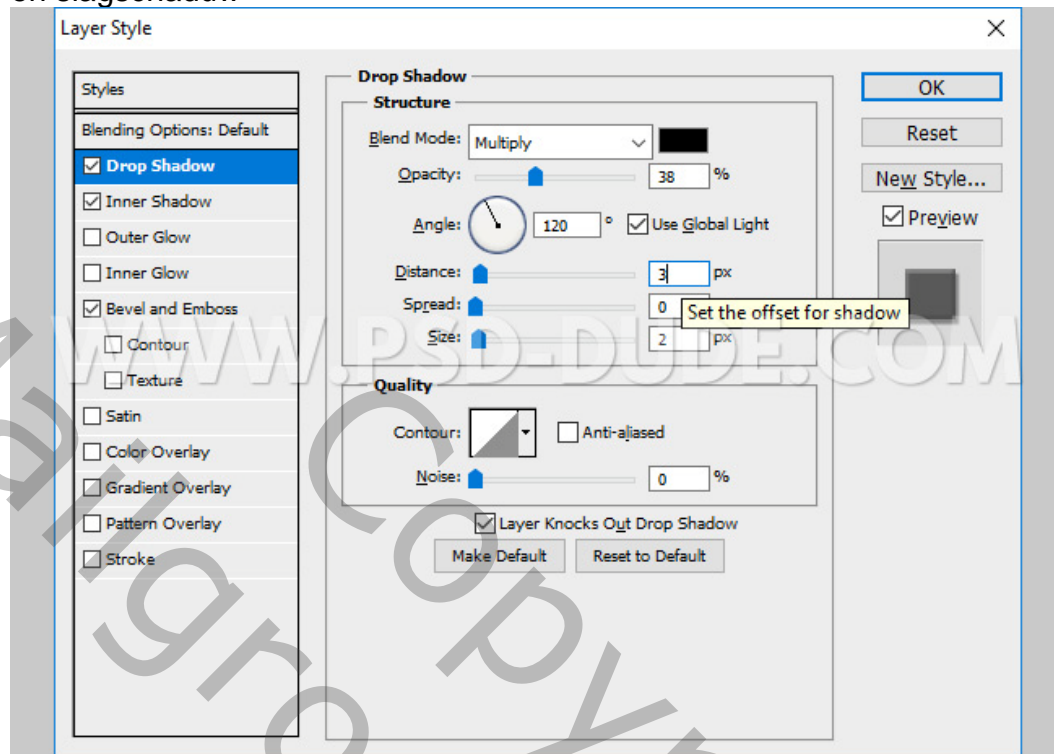 en slagschaduw
Layer Style
Styles
Blending Options: Default
Drop Shadow
Inner Shadow
Outer Glow
Inner Glow
Bevel and Emboss
Contour
Texture
Satin
Color Overlay
Gradient Overlay
Pattern Overlay
Stroke
Drop Shadow
Structure
Blend Mode: Multiply
Opacity: 38 %
Angle: 120 ° Use Global Light
Distance: 3 px
Spread: 0
Set the offset for shadow
Size: 2 px
Quality
Contour: Anti-aliased
Noise: 0 %
Layer Knocks Out Drop Shadow
Make Default Reset to Default
OK
Reset
New Style...
Preview
WWW.PSD-DUDE.COM